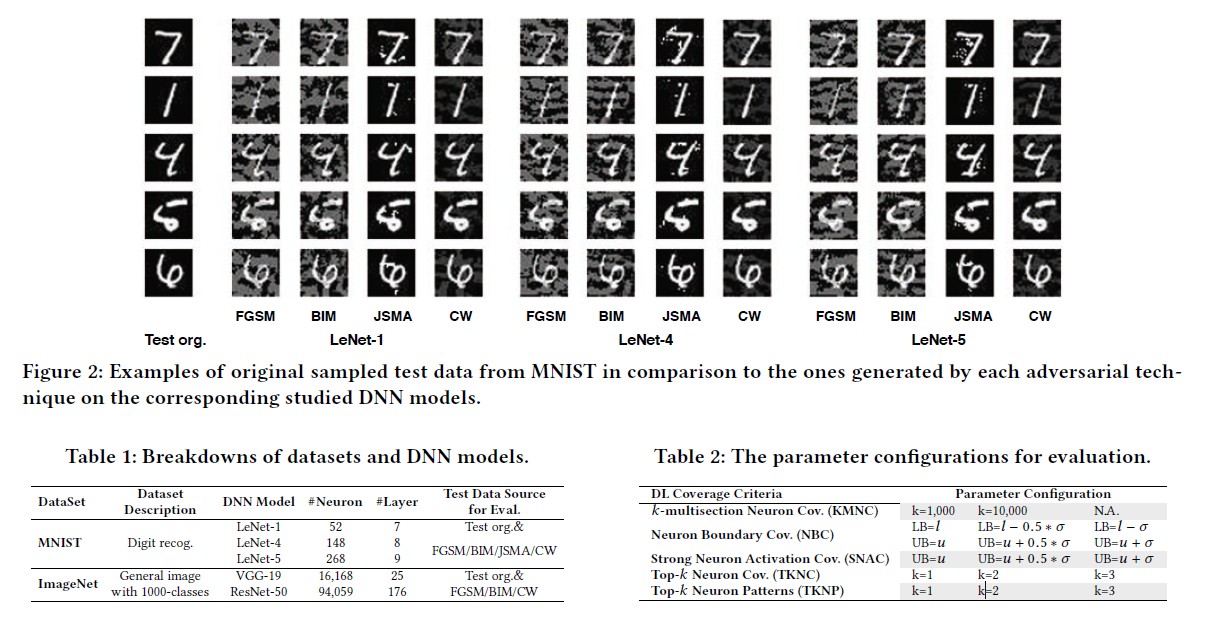 FGSM BIM JSMA CW FGSM BIM JSMA CW FGSM BIM JSMA CW
Test org. LeNet-1 LeNet-4 LeNet-5
Figure 2: Examples of original sampled test data from MNIST in comparison to the ones generated by each adversarial tech-
nique on the corresponding studied DNN models.
Table 1: Breakdowns of datasets and DNN models.
DataSet Dataset Description DNN Model #Neuron #Layer Test Data Source for Eval.
MNIST Digit recog. LeNet-1 52 7 Test org.&
LeNet-4 148 8 FGSM/BIM/JSMA/CW
LeNet-5 268 9
ImageNet General image VGG-19 16,168 25 Test org.&
with 1000-classes ResNet-50 94,059 176 FGSM/BIM/CW
Table 2: The parameter configurations for evaluation.
DL Coverage Criteria Parameter Configuration
k-multisection Neuron Cov. (KMNC) k=1,000 k=10,000 N.A.
Neuron Boundary Cov. (NBC) LB=l LB=l − 0.5 * σ LB=l − σ
UB=u UB=u + 0.5 * σ UB=u + σ
Strong Neuron Activation Cov. (SNAC) UB=u UB=u + 0.5 * σ UB=u + σ
Top-k Neuron Cov. (TKNC) k=1 k=2 k=3
Top-k Neuron Patterns (TKNP) k=1 k=2 k=3